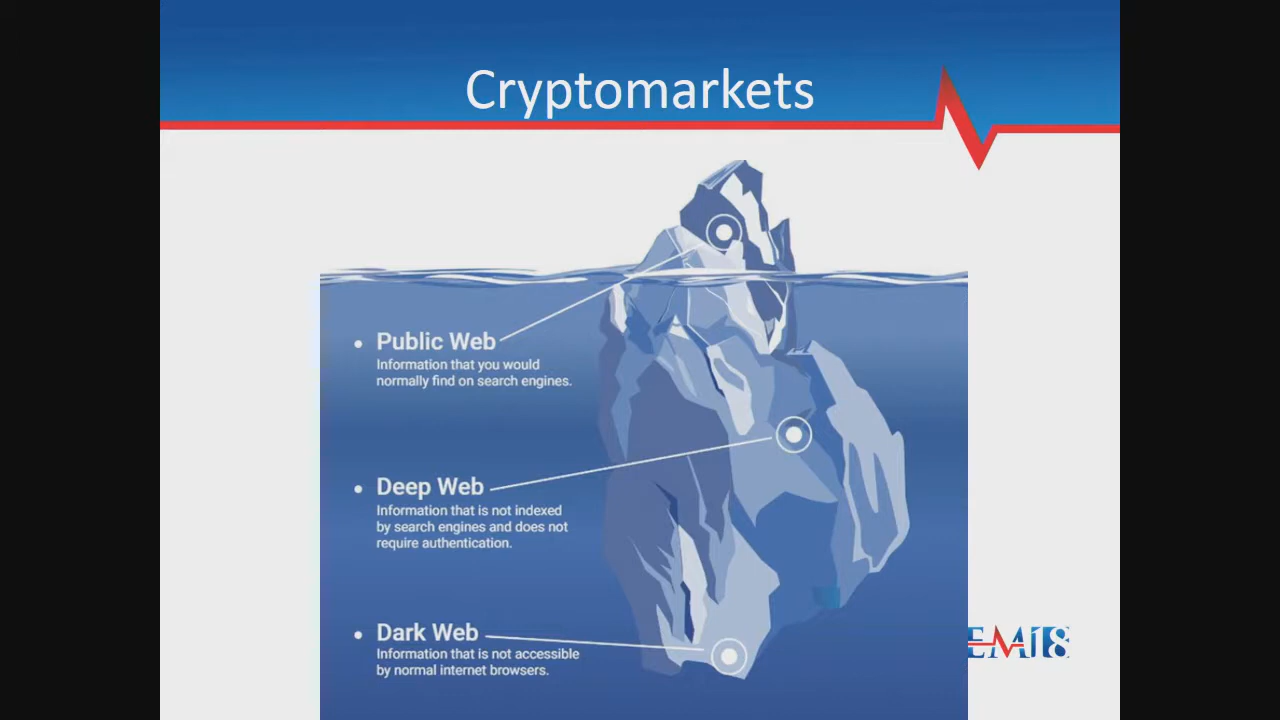 Cryptomarkets
• Public Web
Information that you would
normally find on search engines.
• Deep Web
Information that is not indexed
by search engines and does not
require authentication.
• Dark Web
Information that is not accessible
by normal internet browsers.
EM18